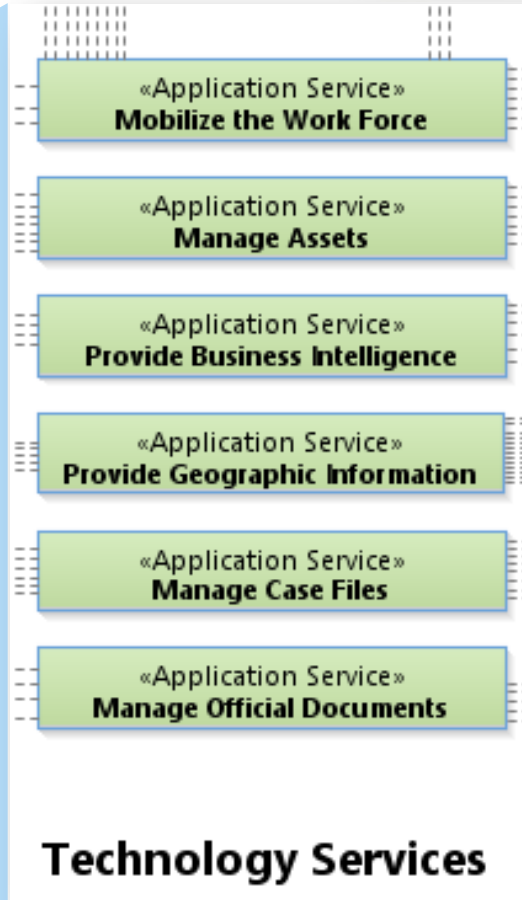 «Application Service»
Mobilize the Work Force
«Application Service»
Manage Assets
«Application Service»
Provide Business Intelligence
«Application Service»
Provide Geographic Information
«Application Service»
Manage Case Files
«Application Service»
Manage Official Documents
Technology Services